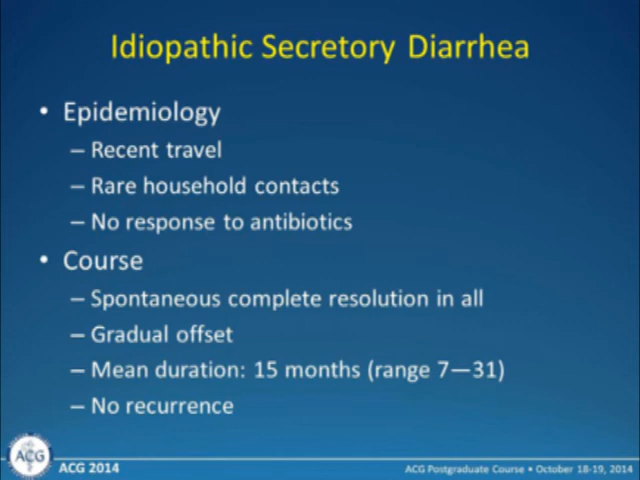 Idiopathic Secretory Diarrhea
• Epidemiology
– Recent travel
– Rare household contacts
– No response to antibiotics
• Course
– Spontaneous complete resolution in all
– Gradual offset
– Mean duration: 15 months (range 7—31)
– No recurrence
ACG
ACG 2014
ACG Postgraduate Course • October 18-19, 2014